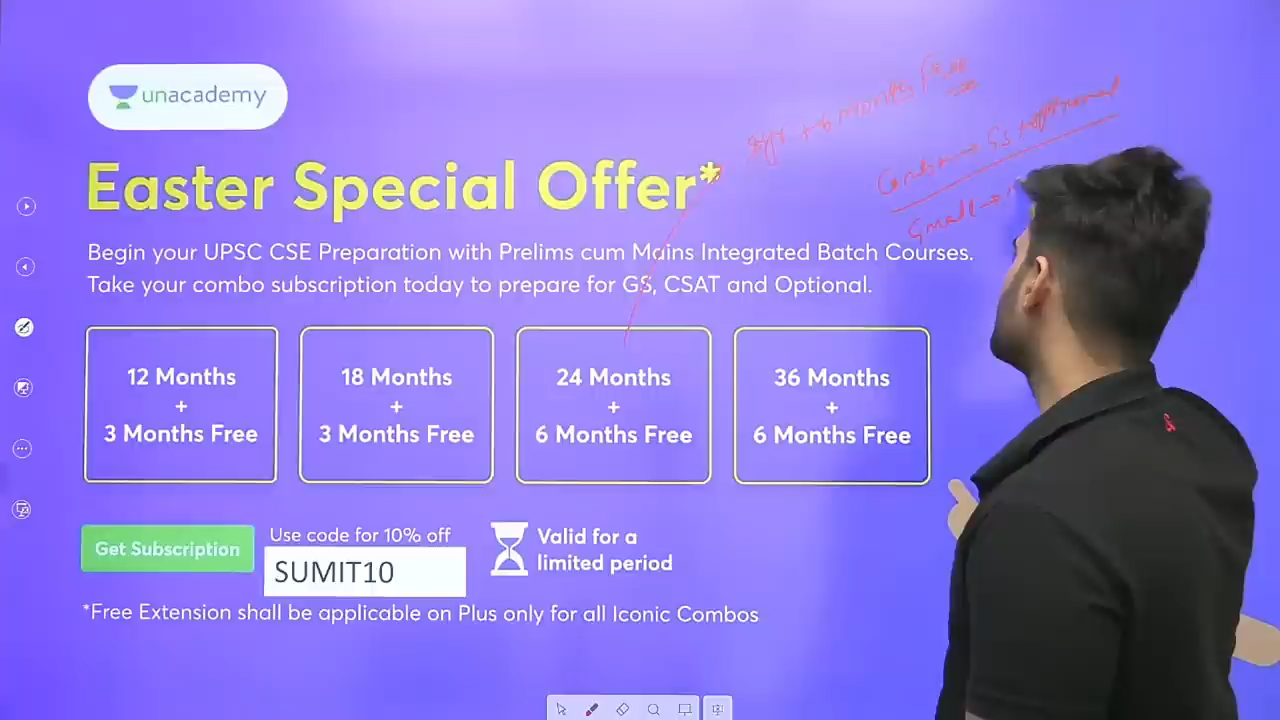 unacademy
Easter Special Offer*
+6 months free
Begin your UPSC CSE Preparation with Prelims cum Mains Integrated Batch Courses.
Take your combo subscription today to prepare for GS, CSAT and Optional.
12 Months
+
3 Months Free
18 Months
+
3 Months Free
24 Months
+
6 Months Free
36 Months
+
6 Months Free
Get Subscription
Use code for 10% off
SUMIT10
Valid for a
limited period
*Free Extension shall be applicable on Plus only for all Iconic Combos